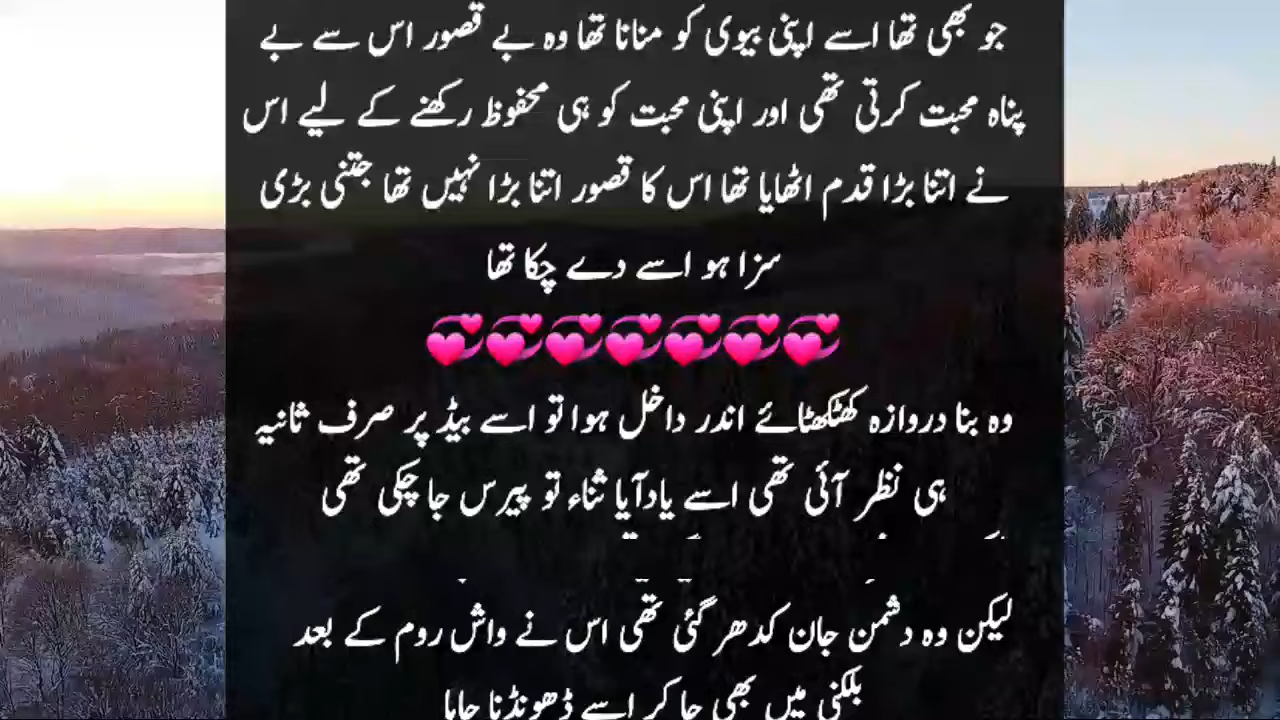 جو بھی تھا اسے اپنی بیوی کو منانا تھا وہ بے قصور اس سے بے
پناہ محبت کرتی تھی اور اپنی محبت کو ہی محفوظ رکھنے کے لیے اس
نے اتنا بڑا قدم اٹھایا تھا اس کا قصور اتنا بڑا نہیں تھا جتنی بڑی
سزا ہو اسے دے چکا تھا
💞💞💞💞💞💞💞
وہ بنا دروازہ کھٹکھٹائے اندر داخل ہوا تو اسے بیڈ پر صرف ثانیہ
ہی نظر آئی تھی اسے یاد آیا ثناء تو پیرس جا چکی تھی
لیکن وہ دشمن جان کدھر گئی تھی اس نے واش روم کے بعد
بلکنی میں بھی جا کر اسے ڈھونڈنا چاہا